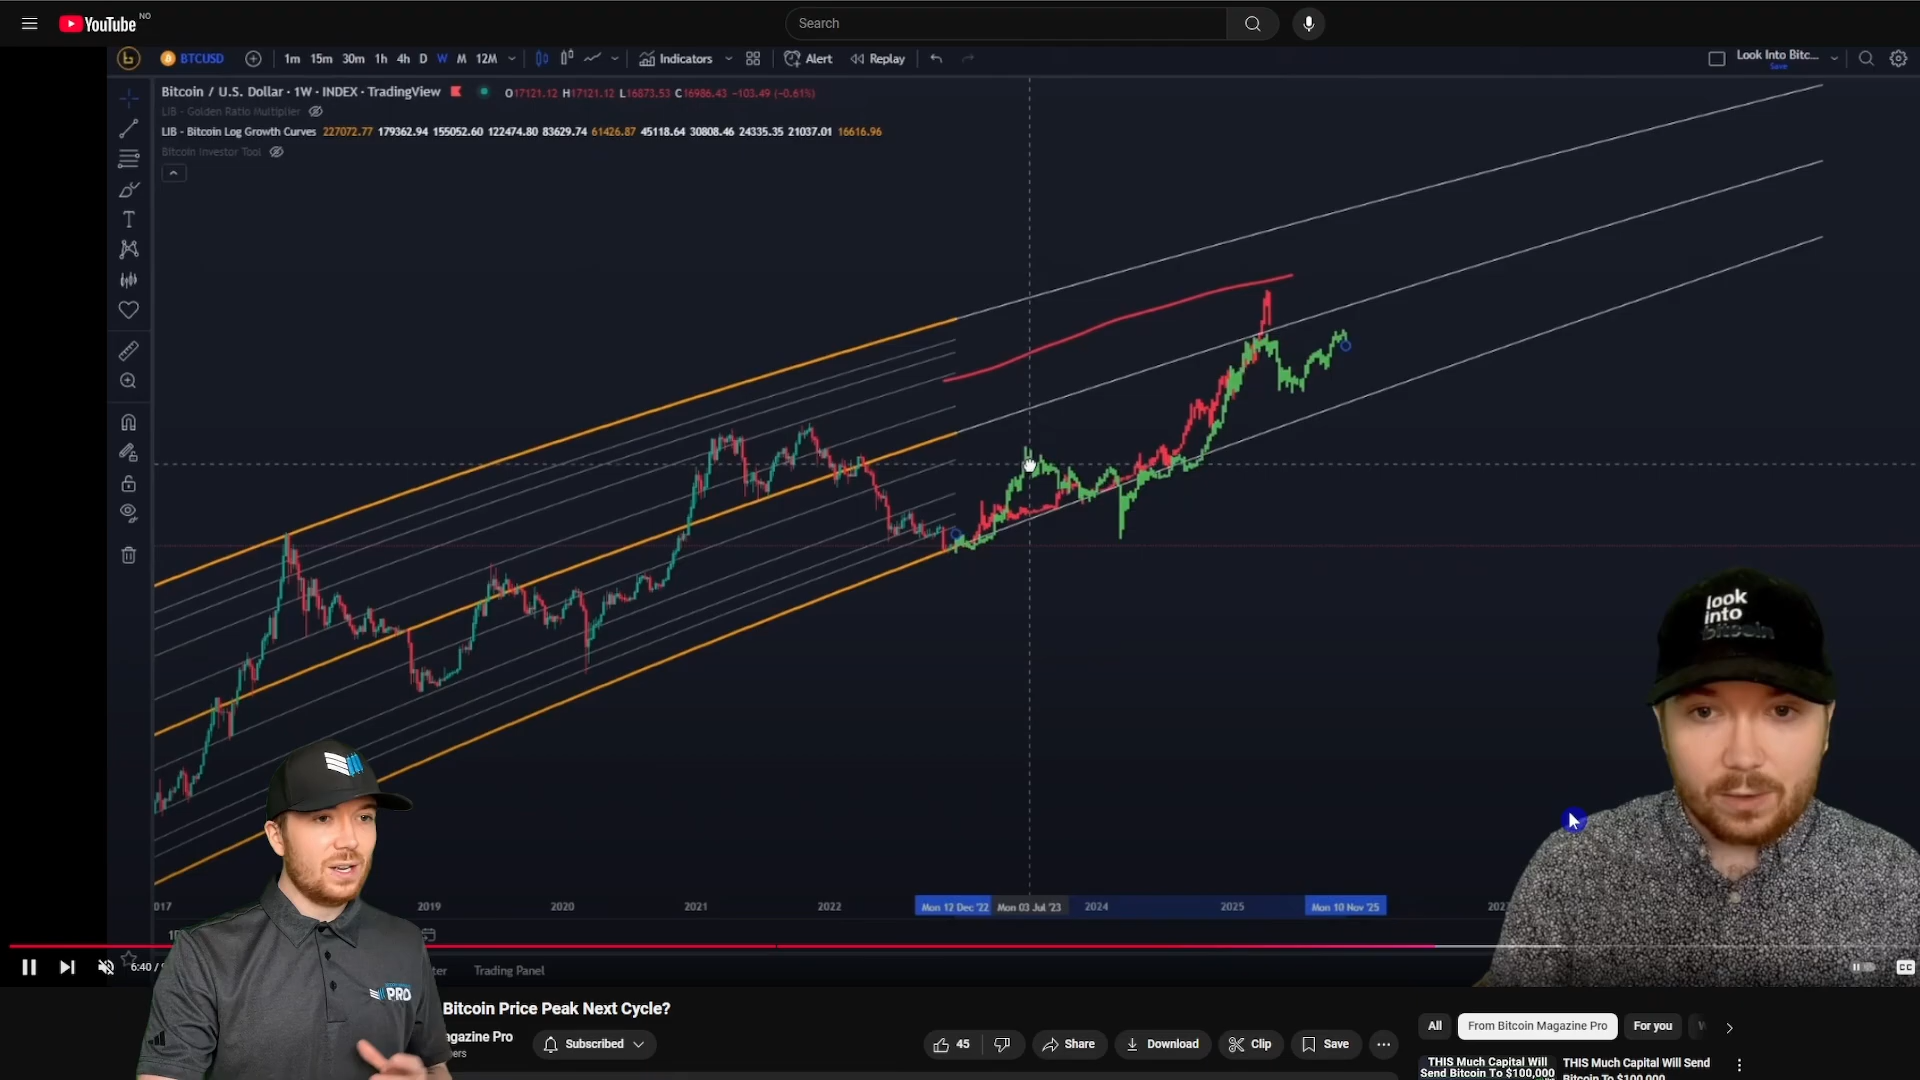 YouTube NO
Search
BTCUSD
1m 15m 30m 1h 4h D W M 12M
Indicators
Alert
Replay
Look Into Bitc...
Save
Bitcoin / U.S. Dollar · 1W · INDEX · TradingView
O17121.12 H17121.12 L16873.53 C16986.43 −103.49 (−0.61%)
LIB - Golden Ratio Multiplier
LIB - Bitcoin Log Growth Curves 227072.77 179362.94 155052.60 122474.80 83629.74 61426.87 45118.64 30808.46 24335.35 21037.01 16616.96
Bitcoin Investor Tool
look
into
bitcoin
017 2019 2020 2021 2022 Mon 12 Dec '22 Mon 03 Jul '23 2024 2025 Mon 10 Nov '25
6:40 /
ter
Trading Panel
CC
PRO
Bitcoin Price Peak Next Cycle?
agazine Pro
ers
Subscribed
45
Share
Download
Clip
Save
All
From Bitcoin Magazine Pro
For you
THIS Much Capital Will
Send Bitcoin To $100,000
THIS Much Capital Will Send
Bitcoin To $100,000